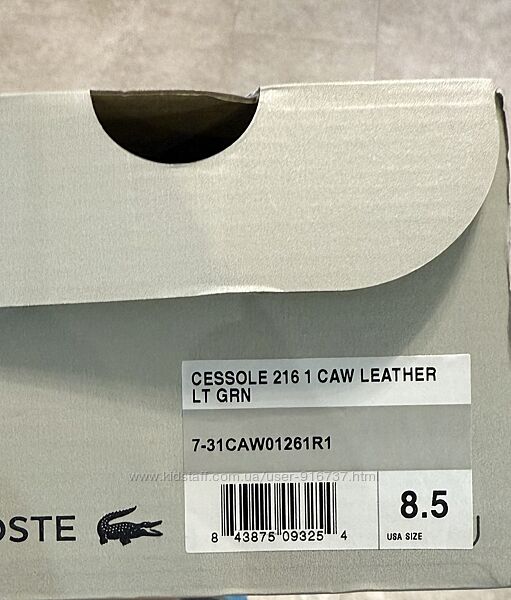 CESSOLE 216 1 CAW LEATHER
LT GRN
7-31CAW01261R1
www.kidstaff.com.ua/user-916737.html
8 43875 09325 4
8.5
USA SIZE
OSTE